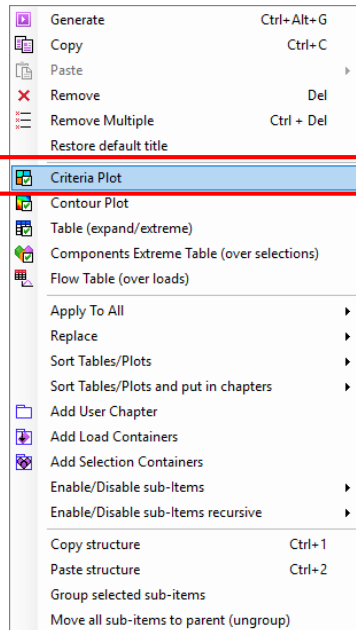 Generate Ctrl+Alt+G
Copy Ctrl+C
Paste
Remove Del
Remove Multiple Ctrl + Del
Restore default title
Criteria Plot
Contour Plot
Table (expand/extreme)
Components Extreme Table (over selections)
Flow Table (over loads)
Apply To All
Replace
Sort Tables/Plots
Sort Tables/Plots and put in chapters
Add User Chapter
Add Load Containers
Add Selection Containers
Enable/Disable sub-Items
Enable/Disable sub-Items recursive
Copy structure Ctrl+1
Paste structure Ctrl+2
Group selected sub-items
Move all sub-items to parent (ungroup)